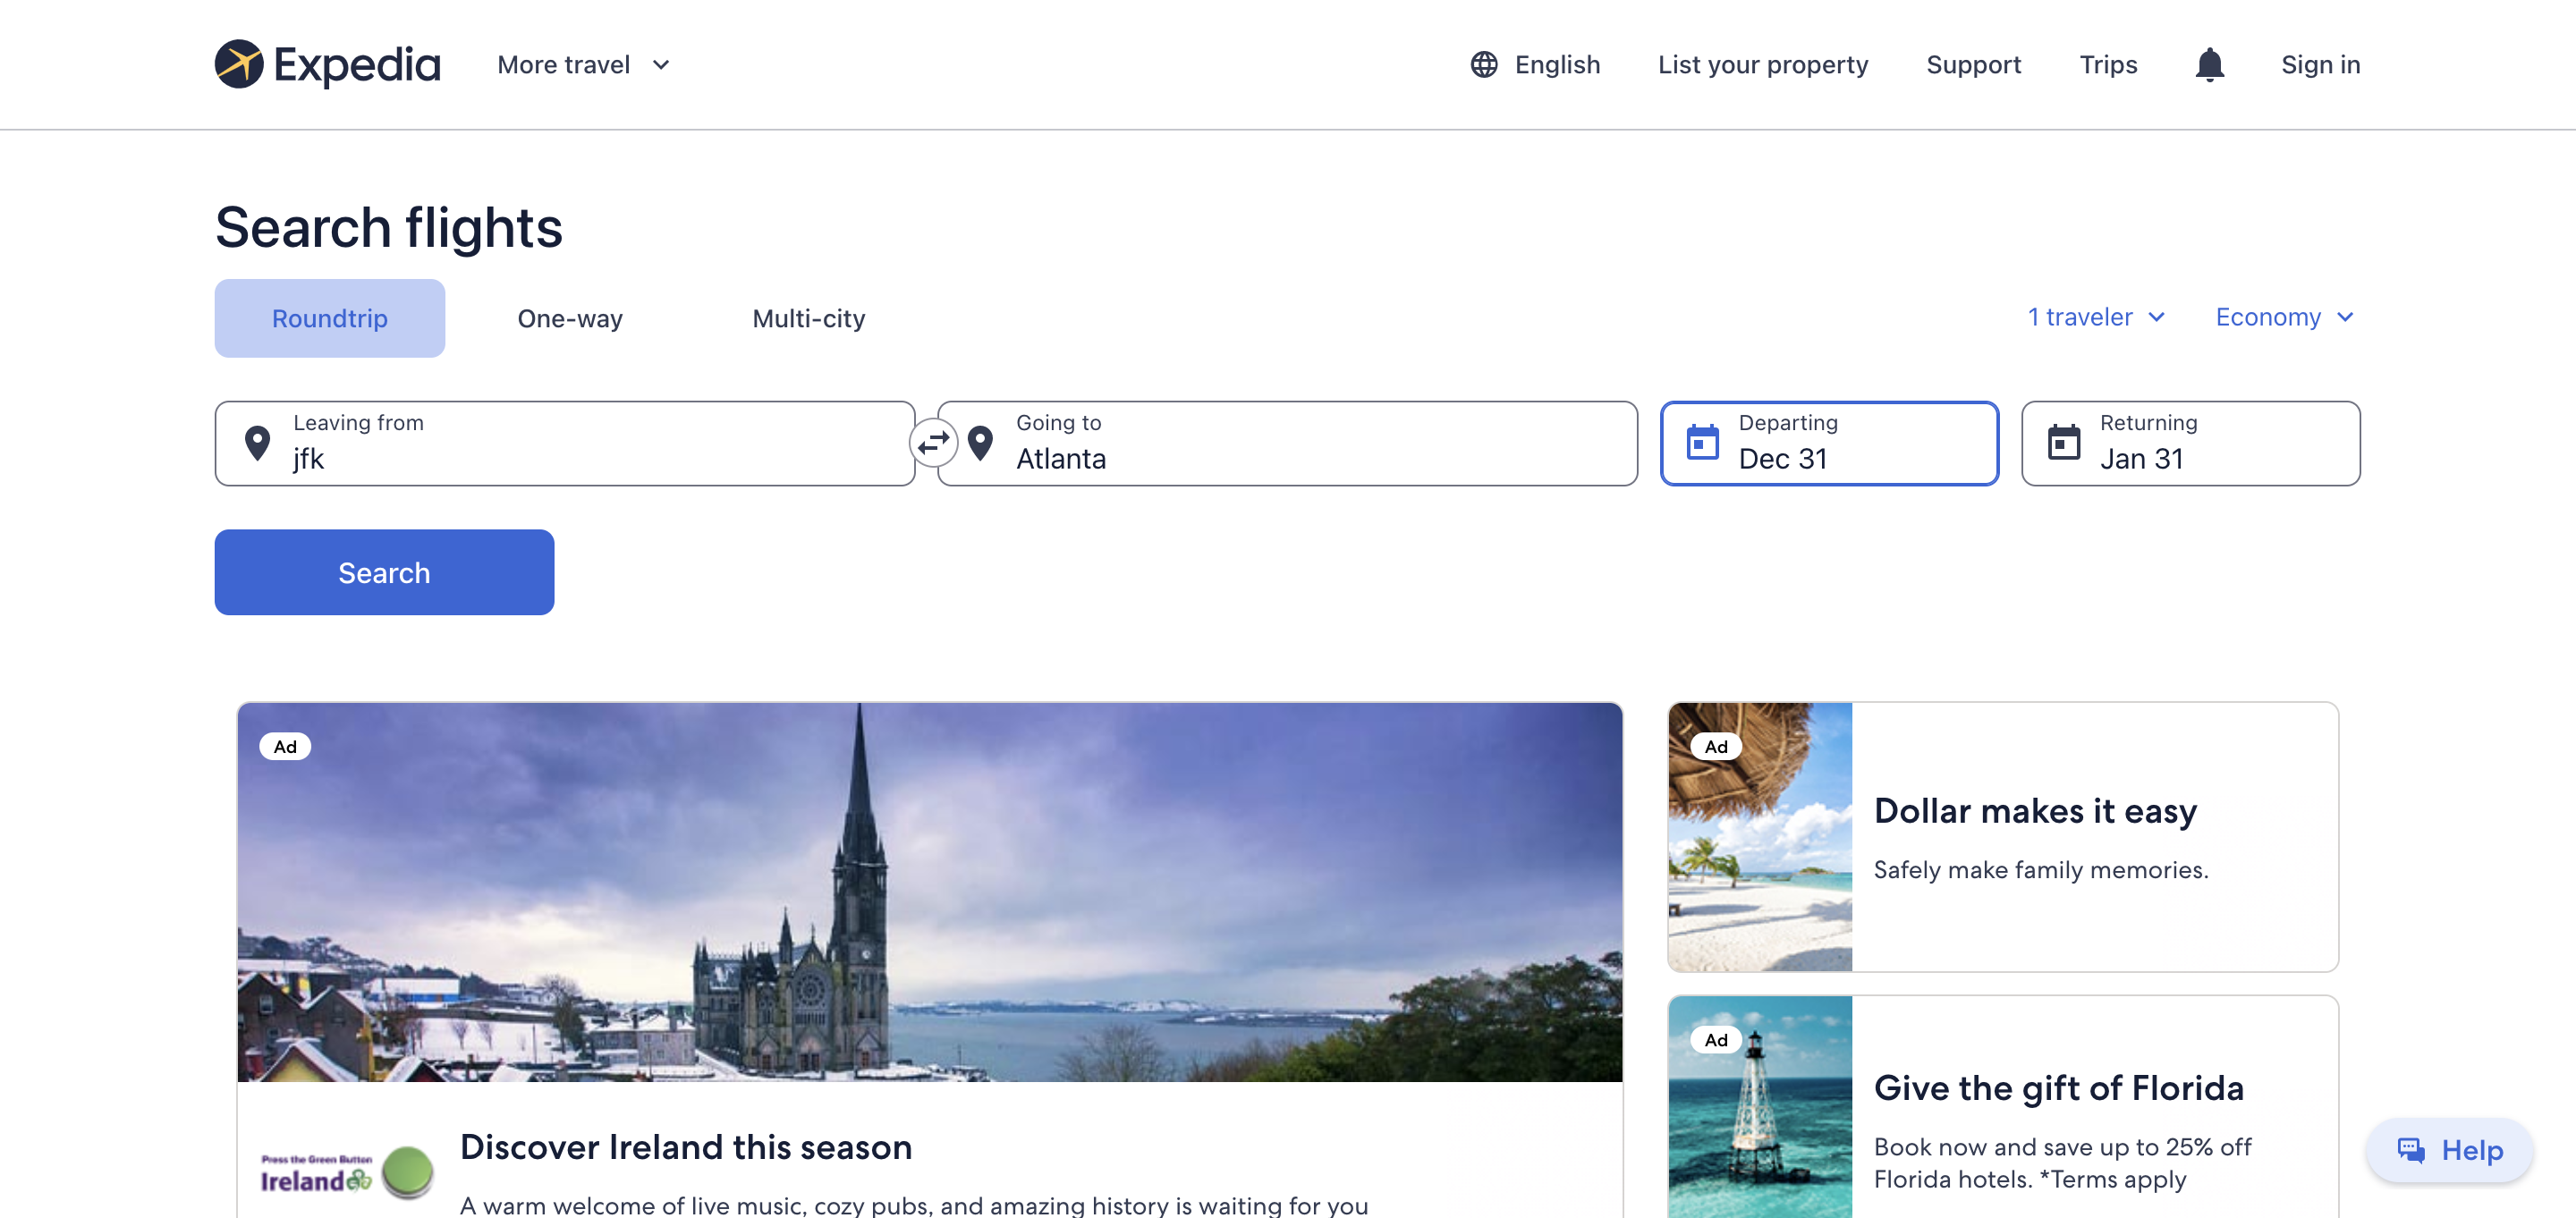 Expedia
More travel
English
List your property
Support
Trips
Sign in
Search flights
Roundtrip
One-way
Multi-city
1 traveler
Economy
Leaving from
jfk
Going to
Atlanta
Departing
Dec 31
Returning
Jan 31
Search
Ad
Press the Green Button
Ireland
Discover Ireland this season
A warm welcome of live music, cozy pubs, and amazing history is waiting for you
Ad
Dollar makes it easy
Safely make family memories.
Ad
Give the gift of Florida
Book now and save up to 25% off
Florida hotels. *Terms apply
Help